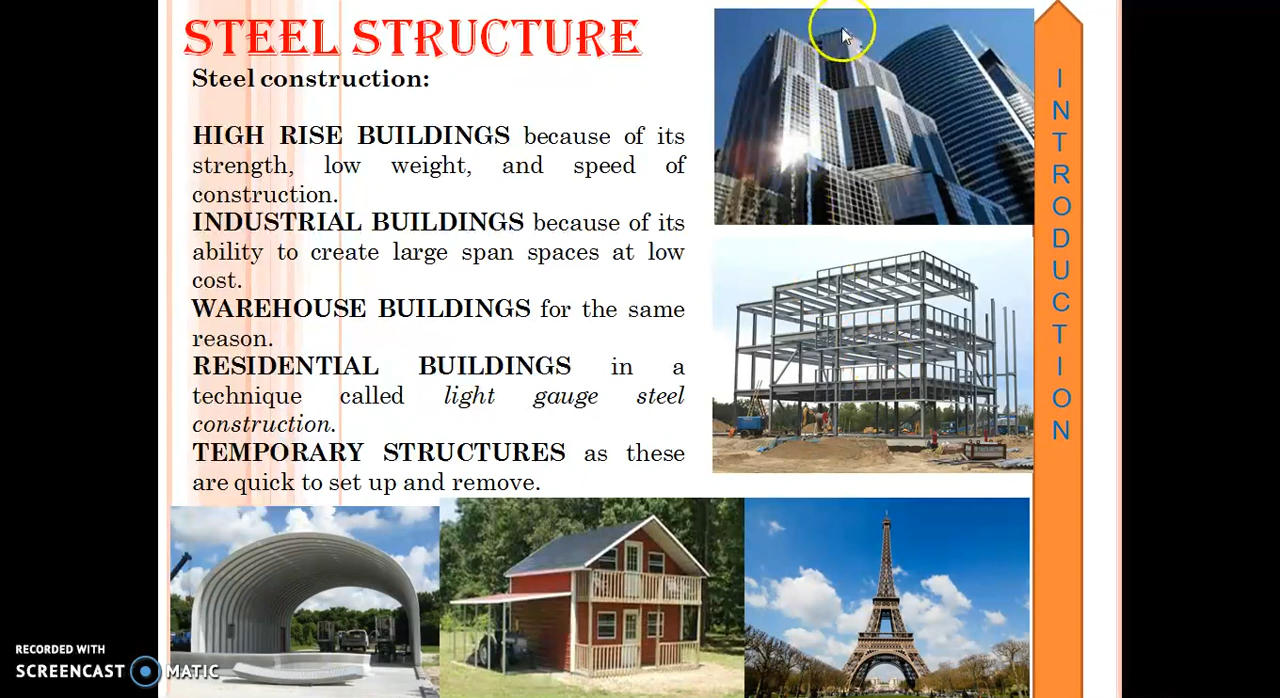 STEEL STRUCTURE
Steel construction:
HIGH RISE BUILDINGS because of its
strength, low weight, and speed of
construction.
INDUSTRIAL BUILDINGS because of its
ability to create large span spaces at low
cost.
WAREHOUSE BUILDINGS for the same
reason.
RESIDENTIAL BUILDINGS in a
technique called light gauge steel
construction.
TEMPORARY STRUCTURES as these
are quick to set up and remove.
INTRODUCTION
RECORDED WITH
SCREENCAST MATIC